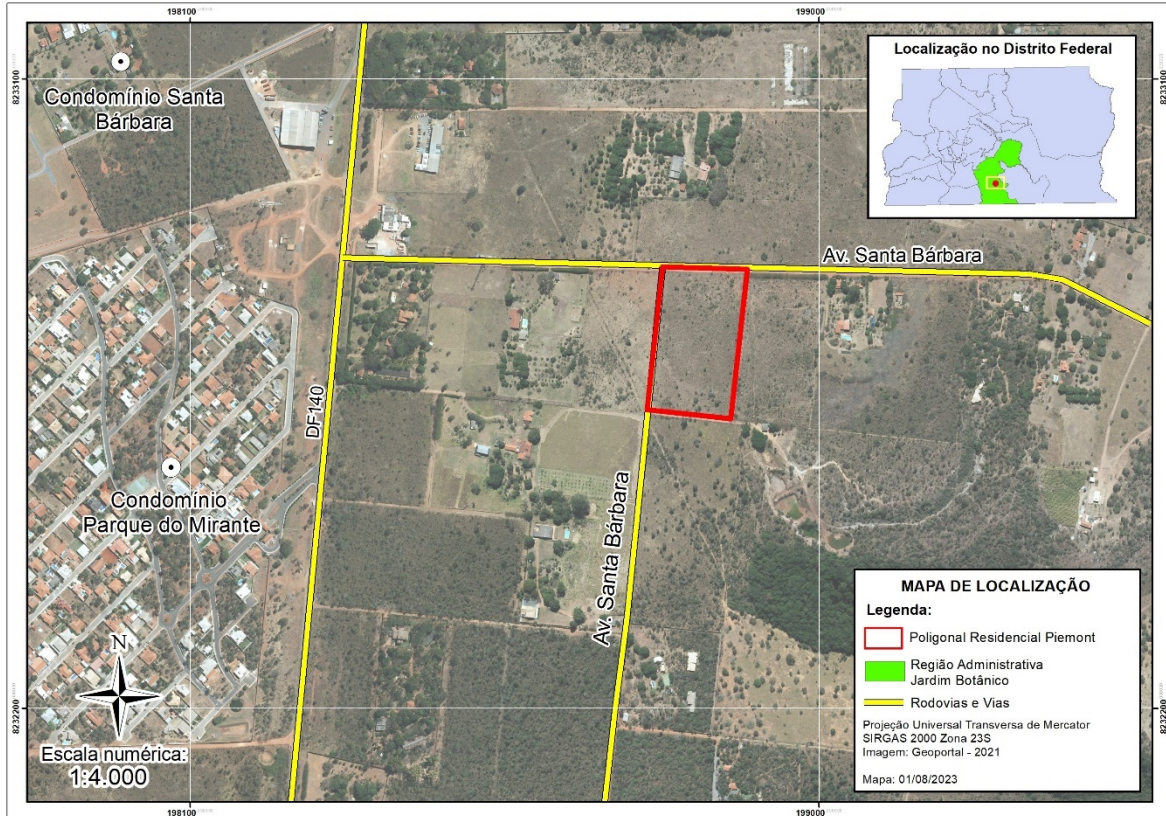 198100
199000
8233100
8233100
Localização no Distrito Federal
Condomínio Santa
Bárbara
Av. Santa Bárbara
DF140
Condomínio
Parque do Mirante
Av. Santa Bárbara
MAPA DE LOCALIZAÇÃO
Legenda:
Poligonal Residencial Piemont
Região Administrativa
Jardim Botânico
Rodovias e Vias
Projeção Universal Transversa de Mercator
SIRGAS 2000 Zona 23S
Imagem: Geoportal - 2021
Mapa: 01/08/2023
N
Escala numérica:
1:4.000
8232200
8232200
198100
199000